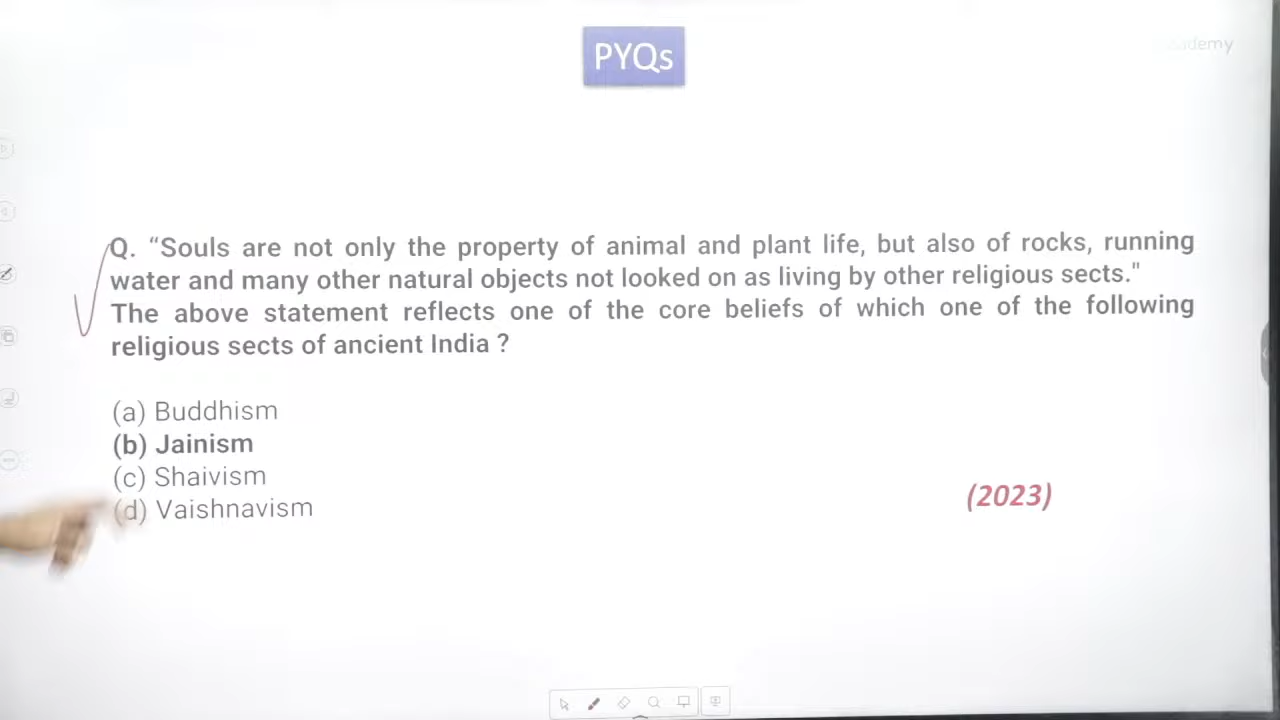 PYQs
ademy
Q. “Souls are not only the property of animal and plant life, but also of rocks, running
water and many other natural objects not looked on as living by other religious sects."
The above statement reflects one of the core beliefs of which one of the following
religious sects of ancient India ?
(a) Buddhism
(b) Jainism
(c) Shaivism
(d) Vaishnavism
(2023)